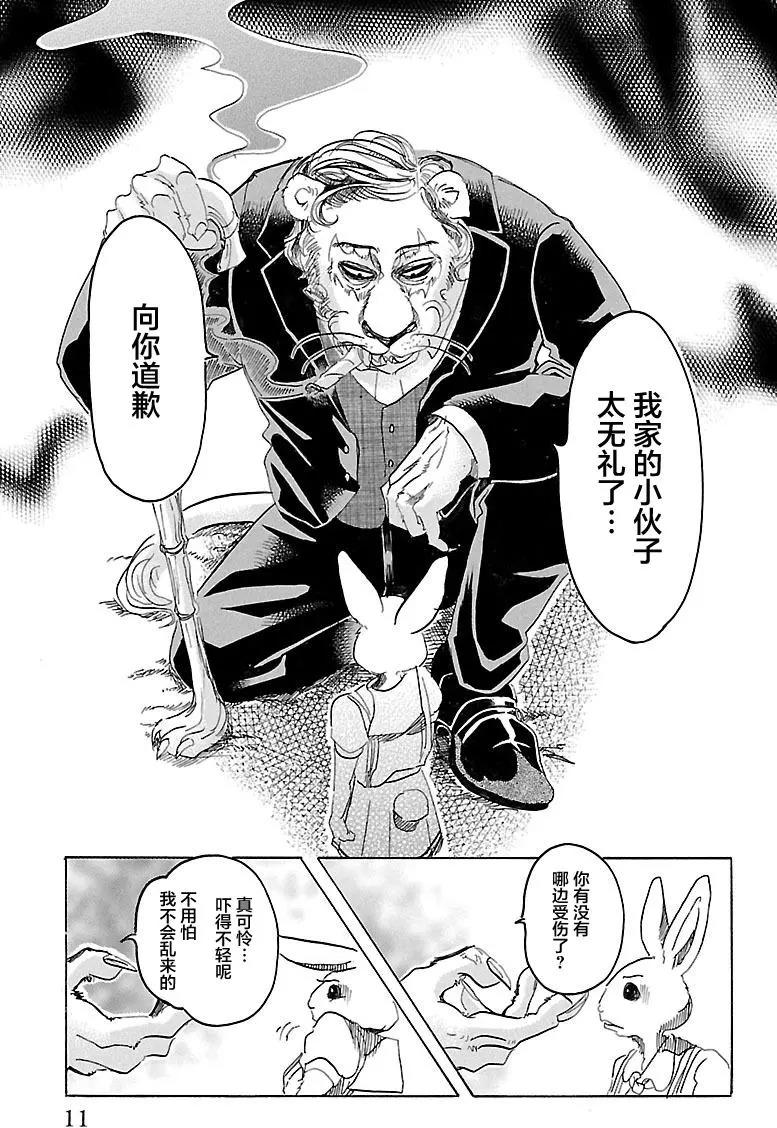 我家的小伙子
太无礼了…
向你道歉
你有没有
哪边受伤了？
真可怜…
吓得不轻呢
不用怕
我不会乱来的
11